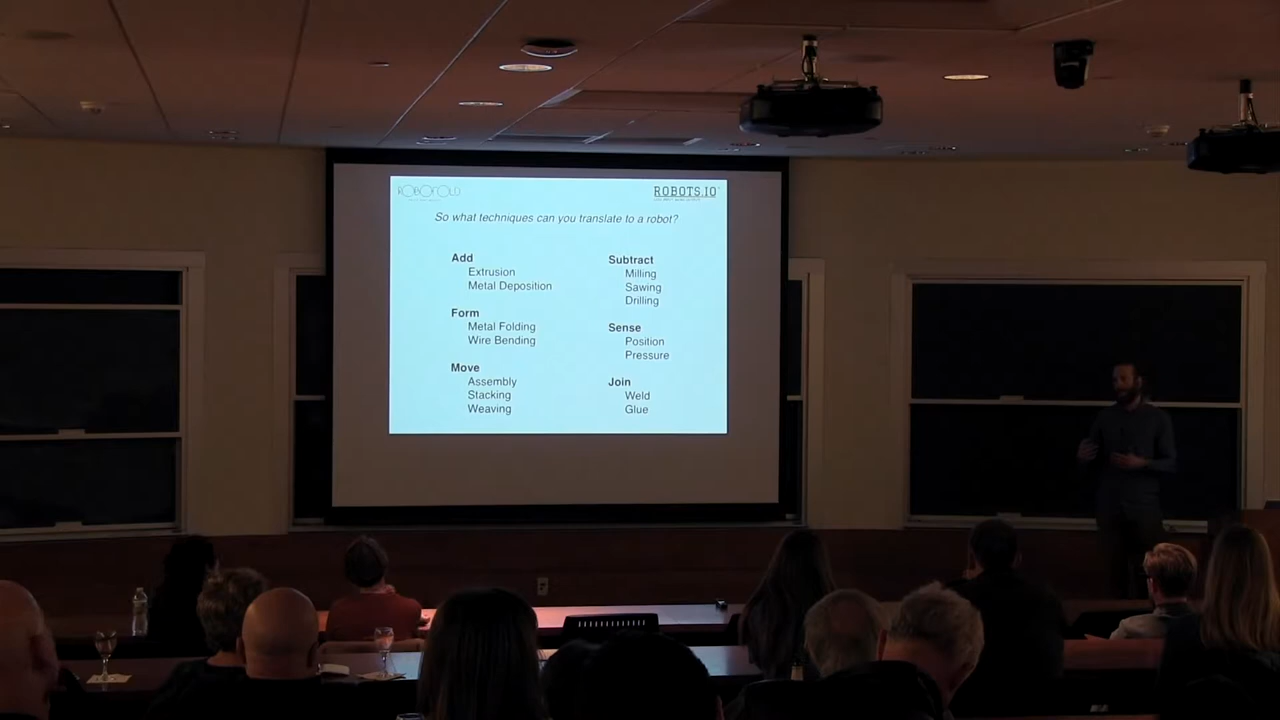 ROBOFOLD
ROBOTS.IO
So what techniques can you translate to a robot?
Add
Extrusion
Metal Deposition
Form
Metal Folding
Wire Bending
Move
Assembly
Stacking
Weaving
Subtract
Milling
Sawing
Drilling
Sense
Position
Pressure
Join
Weld
Glue